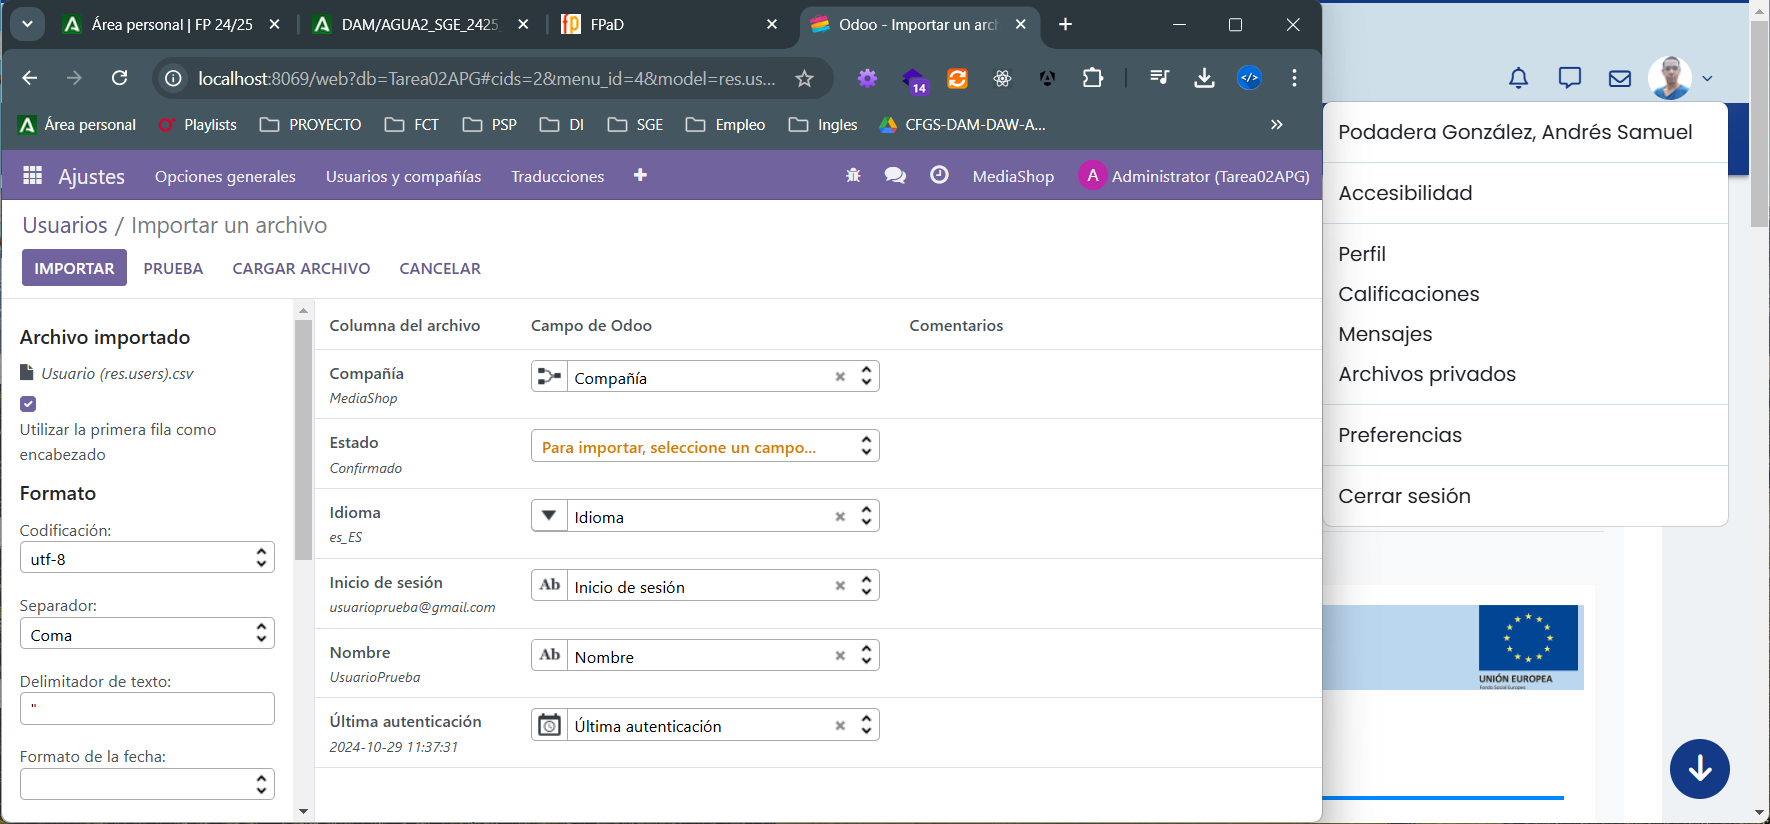 Área personal | FP 24/25
DAM/AGUA2_SGE_2425
FPaD
Odoo - Importar un arch
localhost:8069/web?db=Tarea02APG#cids=2&menu_id=4&model=res.us...
14
Área personal
Playlists
PROYECTO
FCT
PSP
DI
SGE
Empleo
Ingles
CFGS-DAM-DAW-A...
»
Ajustes
Opciones generales
Usuarios y compañías
Traducciones
MediaShop
A
Administrator (Tarea02APG)
Usuarios / Importar un archivo
IMPORTAR
PRUEBA
CARGAR ARCHIVO
CANCELAR
Archivo importado
Usuario (res.users).csv
Utilizar la primera fila como
encabezado
Formato
Codificación:
utf-8
Separador:
Coma
Delimitador de texto:
"
Formato de la fecha:
Columna del archivo
Campo de Odoo
Comentarios
Compañía
MediaShop
Compañía
Estado
Confirmado
Para importar, seleccione un campo...
Idioma
es_ES
Idioma
Inicio de sesión
usuarioprueba@gmail.com
Ab
Inicio de sesión
Nombre
UsuarioPrueba
Ab
Nombre
Última autenticación
2024-10-29 11:37:31
Última autenticación
Podadera González, Andrés Samuel
Accesibilidad
Perfil
Calificaciones
Mensajes
Archivos privados
Preferencias
Cerrar sesión
UNIÓN EUROPEA
Fondo Social Europeo